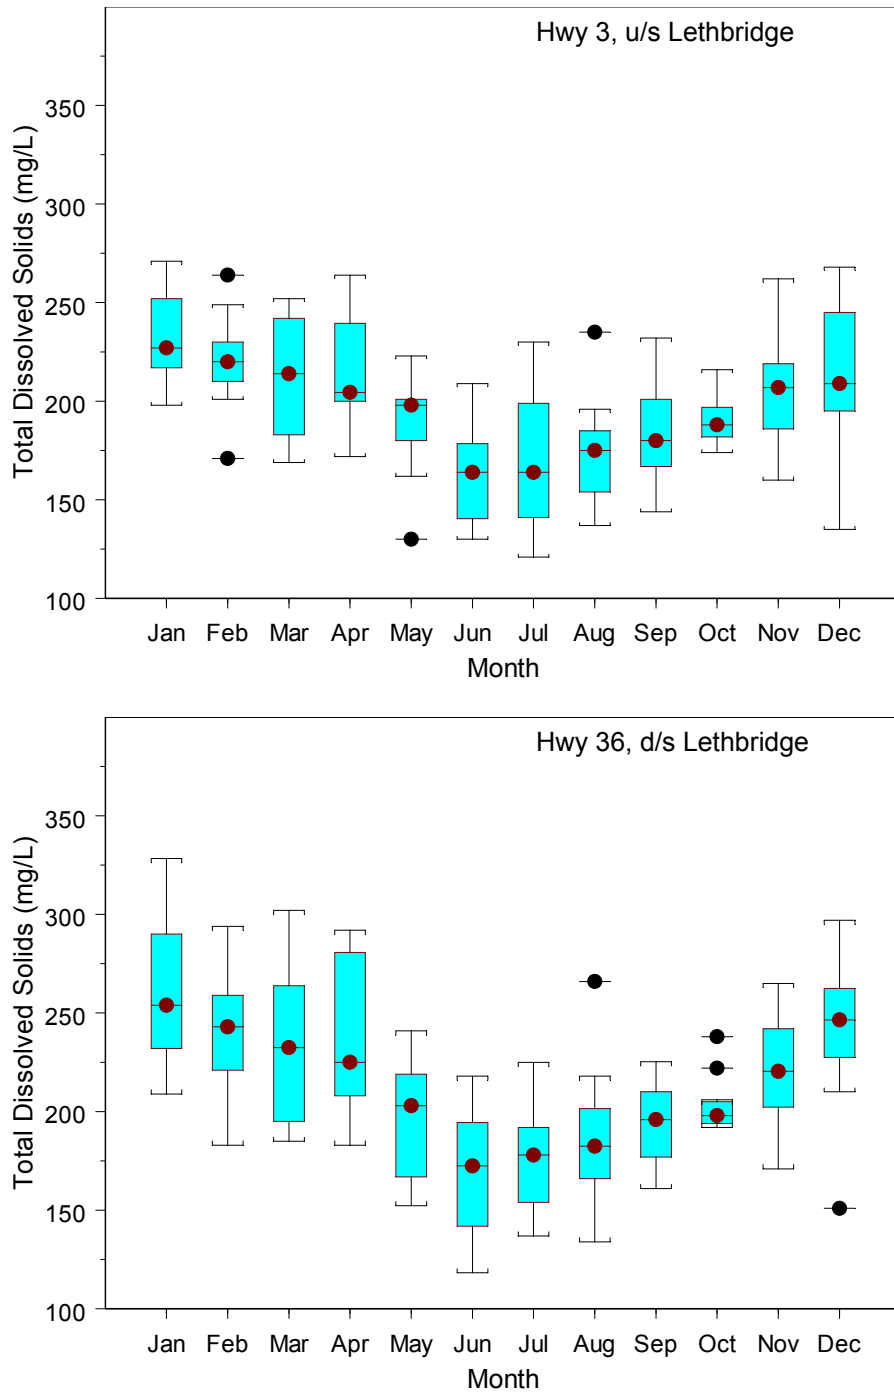 Hwy 3, u/s Lethbridge
Total Dissolved Solids (mg/L)
350
300
250
200
150
100
Jan Feb Mar Apr May Jun Jul Aug Sep Oct Nov Dec
Month
Hwy 36, d/s Lethbridge
Total Dissolved Solids (mg/L)
350
300
250
200
150
100
Jan Feb Mar Apr May Jun Jul Aug Sep Oct Nov Dec
Month